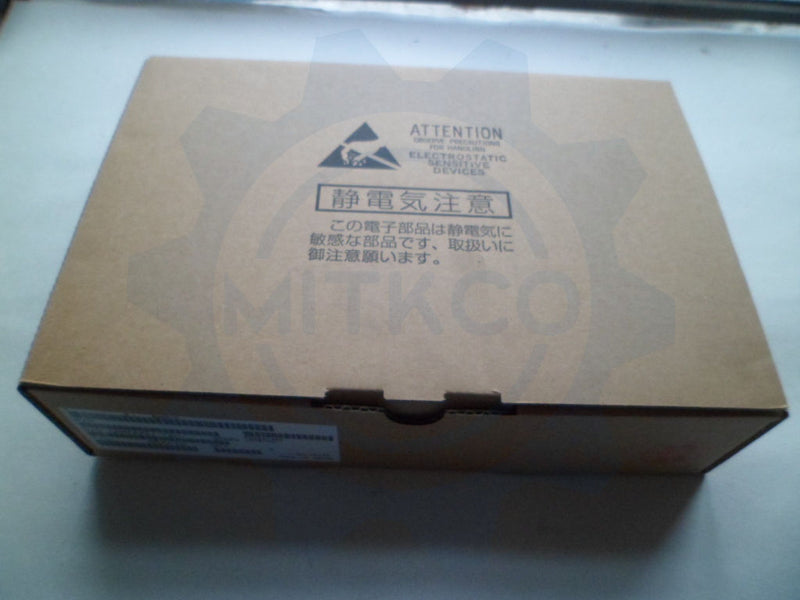 ATTENTION
OBSERVE PRECAUTIONS
FOR HANDLING
ELECTROSTATIC
SENSITIVE
DEVICES
静電気注意
この電子部品は静電気に
敏感な部品です、取扱いに
御注意願います。
MITKCO